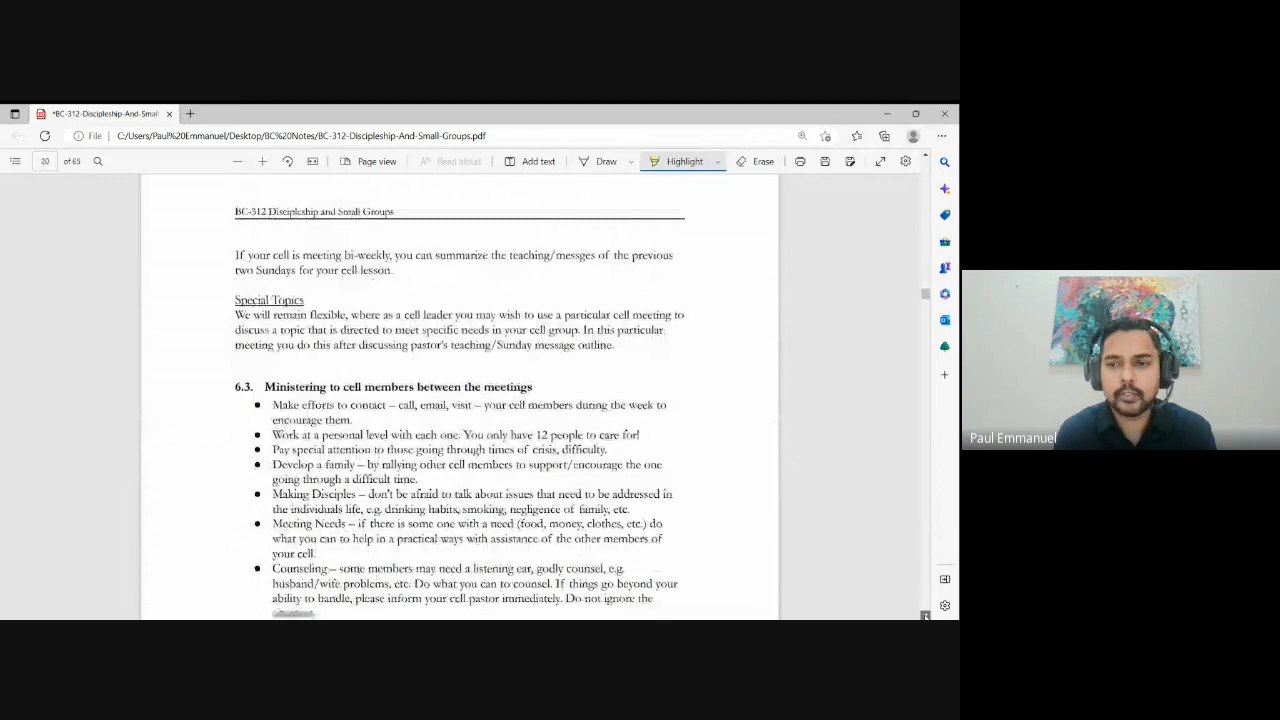 *BC-312-Discipleship-And-Small
File
C:/Users/Paul%20Emmanuel/Desktop/BC%20Notes/BC-312-Discipleship-And-Small-Groups.pdf
20 of 65
Page view
Read aloud
Add text
Draw
Highlight
Erase
BC-312 Discipleship and Small Groups
If your cell is meeting bi-weekly, you can summarize the teaching/messges of the previous
two Sundays for your cell lesson.
Special Topics
We will remain flexible, where as a cell leader you may wish to use a particular cell meeting to
discuss a topic that is directed to meet specific needs in your cell group. In this particular
meeting you do this after discussing pastor's teaching/Sunday message outline.
6.3. Ministering to cell members between the meetings
● Make efforts to contact – call, email, visit – your cell members during the week to
encourage them.
● Work at a personal level with each one. You only have 12 people to care for!
● Pay special attention to those going through times of crisis, difficulty.
● Develop a family – by rallying other cell members to support/encourage the one
going through a difficult time.
● Making Disciples – don't be afraid to talk about issues that need to be addressed in
the individuals life, e.g. drinking habits, smoking, negligence of family, etc.
● Meeting Needs – if there is some one with a need (food, money, clothes, etc.) do
what you can to help in a practical ways with assistance of the other members of
your cell.
● Counseling – some members may need a listening ear, godly counsel, e.g.
husband/wife problems, etc. Do what you can to counsel. If things go beyond your
ability to handle, please inform your cell pastor immediately. Do not ignore the
Paul Emmanuel